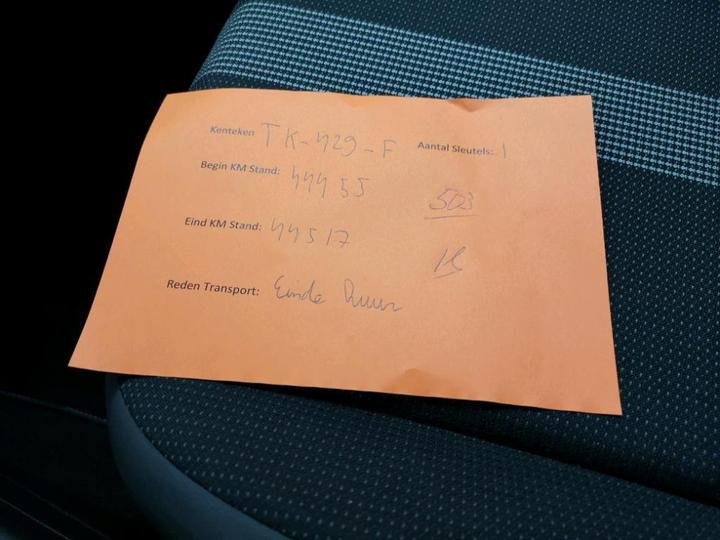 Kenteken TK-429-F Aantal Sleutels: 1
Begin KM Stand: 44455
503
Eind KM Stand: 44517
Reden Transport: Einde Huur